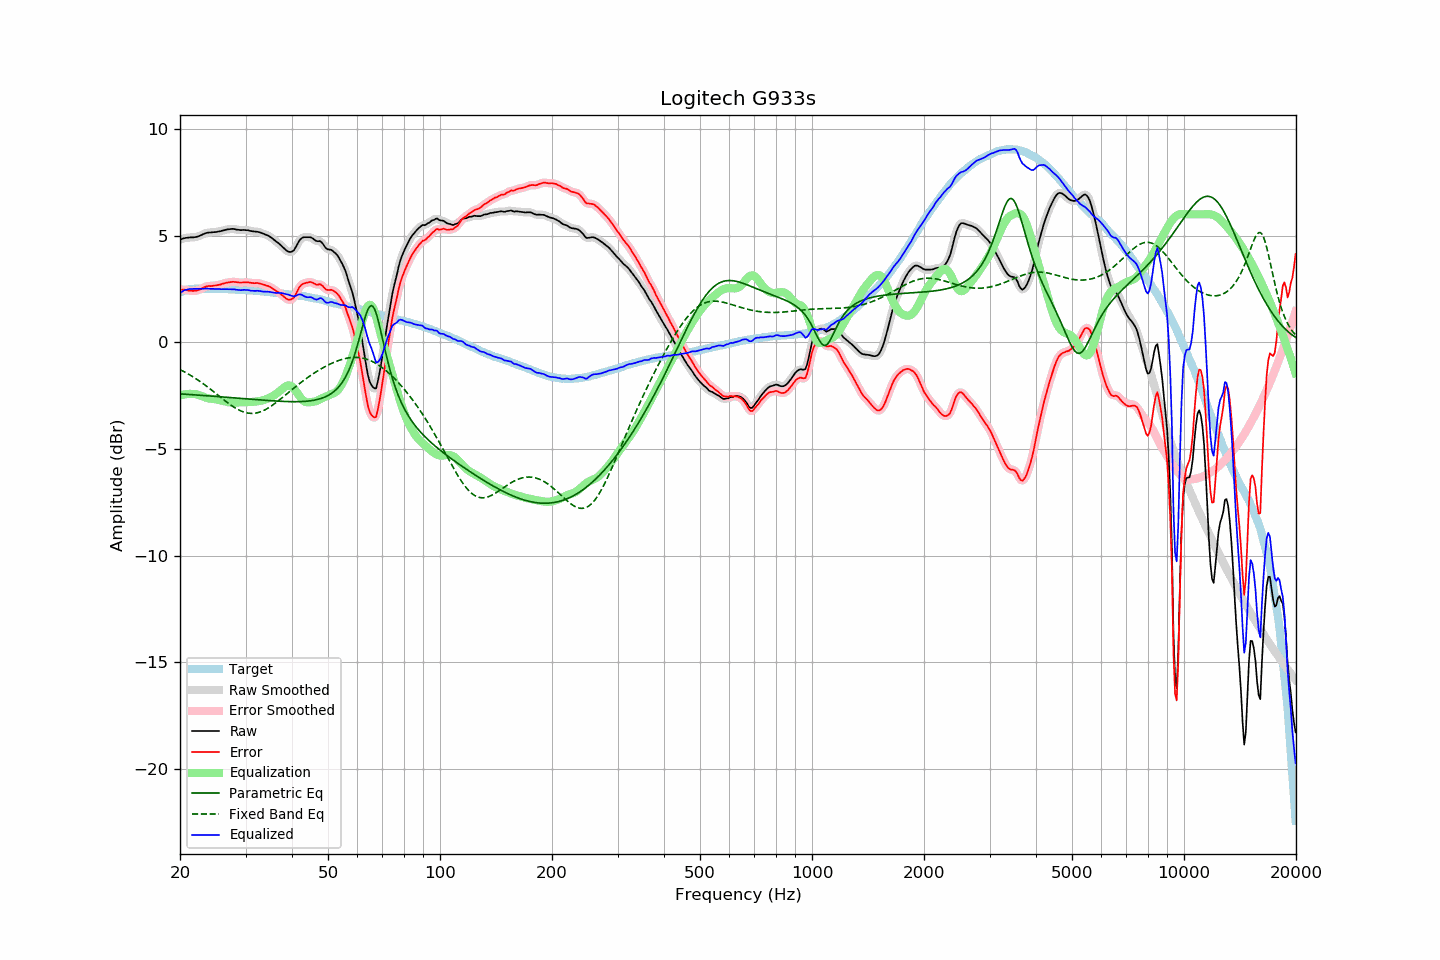 Logitech G933s
10
5
0
−5
−10
−15
−20
Amplitude (dBr)
Target
Raw Smoothed
Error Smoothed
Raw
Error
Equalization
Parametric Eq
Fixed Band Eq
Equalized
20 50 100 200 500 1000 2000 5000 10000 20000
Frequency (Hz)